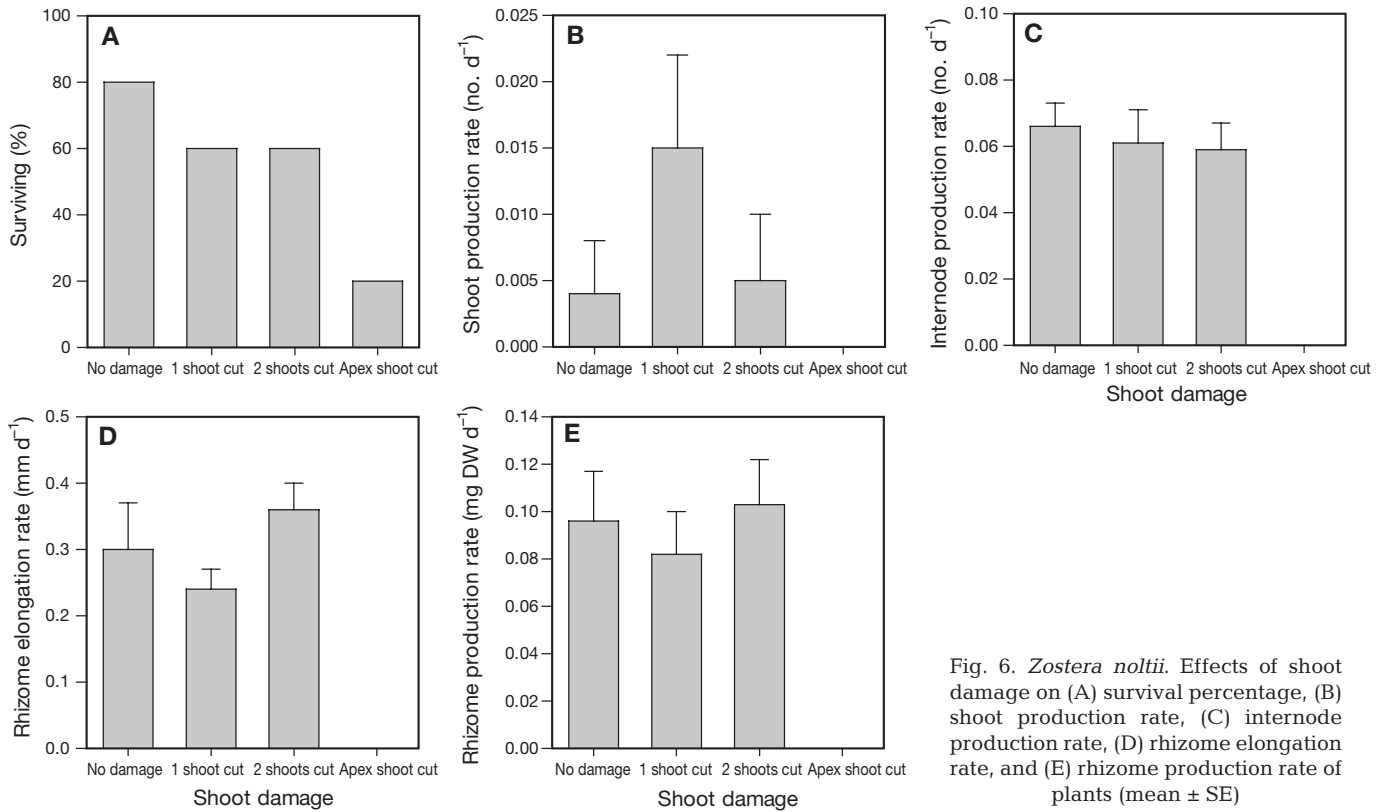 A
Surviving (%)
100
80
60
40
20
0
No damage 1 shoot cut 2 shoots cut Apex shoot cut
B
Shoot production rate (no. d⁻¹)
0.025
0.020
0.015
0.010
0.005
0.000
No damage 1 shoot cut 2 shoots cut Apex shoot cut
C
Internode production rate (no. d⁻¹)
0.10
0.08
0.06
0.04
0.02
0.00
No damage 1 shoot cut 2 shoots cut Apex shoot cut
Shoot damage
D
Rhizome elongation rate (mm d⁻¹)
0.5
0.4
0.3
0.2
0.1
0.0
No damage 1 shoot cut 2 shoots cut Apex shoot cut
Shoot damage
E
Rhizome production rate (mg DW d⁻¹)
0.14
0.12
0.10
0.08
0.06
0.04
0.02
0.00
No damage 1 shoot cut 2 shoots cut Apex shoot cut
Shoot damage
Fig. 6. Zostera noltii. Effects of shoot
damage on (A) survival percentage, (B)
shoot production rate, (C) internode
production rate, (D) rhizome elongation
rate, and (E) rhizome production rate of
plants (mean ± SE)